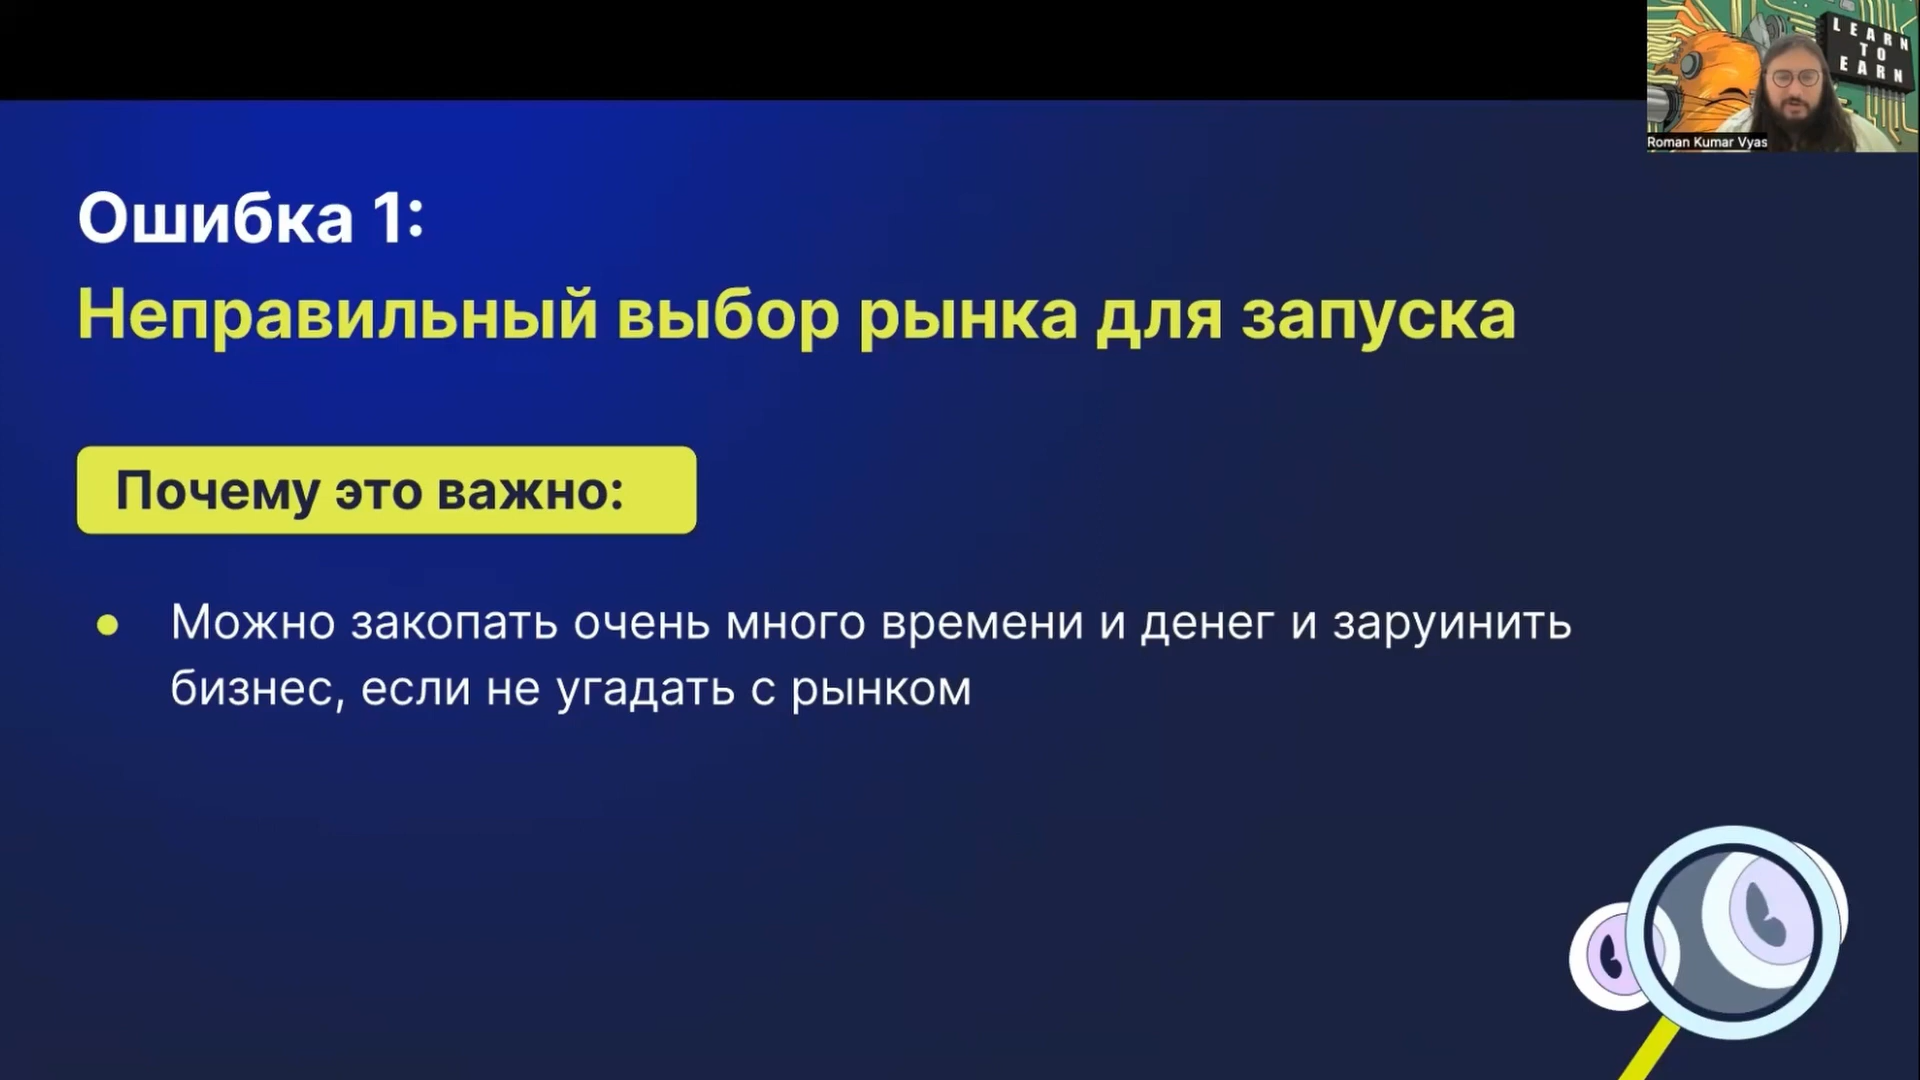 LEARN
TO
EARN
Roman Kumar Vyas
Ошибка 1:
Неправильный выбор рынка для запуска
Почему это важно:
● Можно закопать очень много времени и денег и заруинить
бизнес, если не угадать с рынком